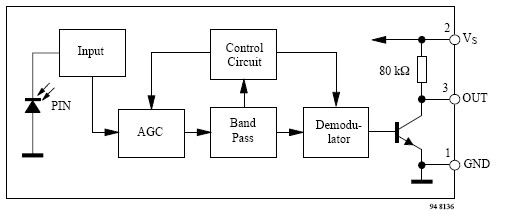 Input
PIN
AGC
Control
Circuit
Band
Pass
Demodu-
lator
80 kΩ
2
VS
3
OUT
1
GND
94 8136